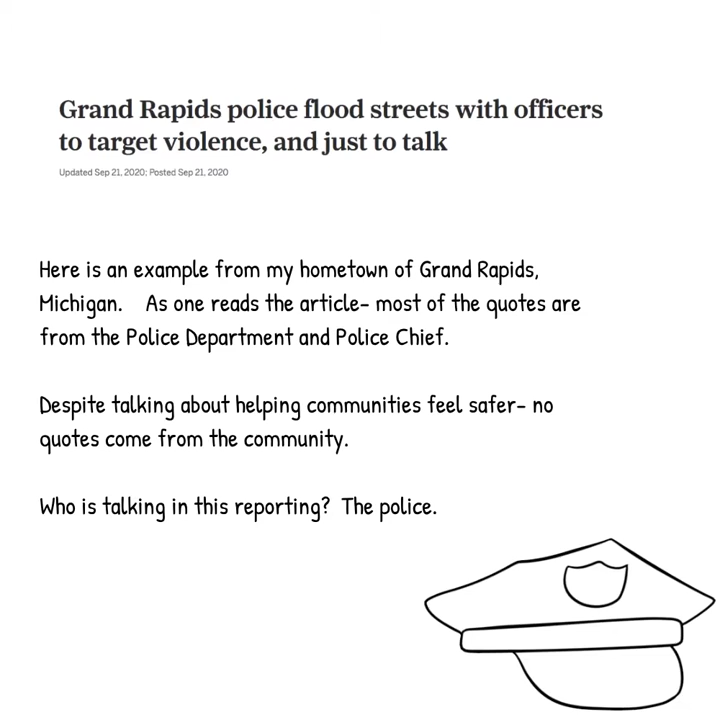 Grand Rapids police flood streets with officers
to target violence, and just to talk
Updated Sep 21, 2020; Posted Sep 21, 2020
Here is an example from my hometown of Grand Rapids,
Michigan. As one reads the article- most of the quotes are
from the Police Department and Police Chief.
Despite talking about helping communities feel safer- no
quotes come from the community.
Who is talking in this reporting? The police.